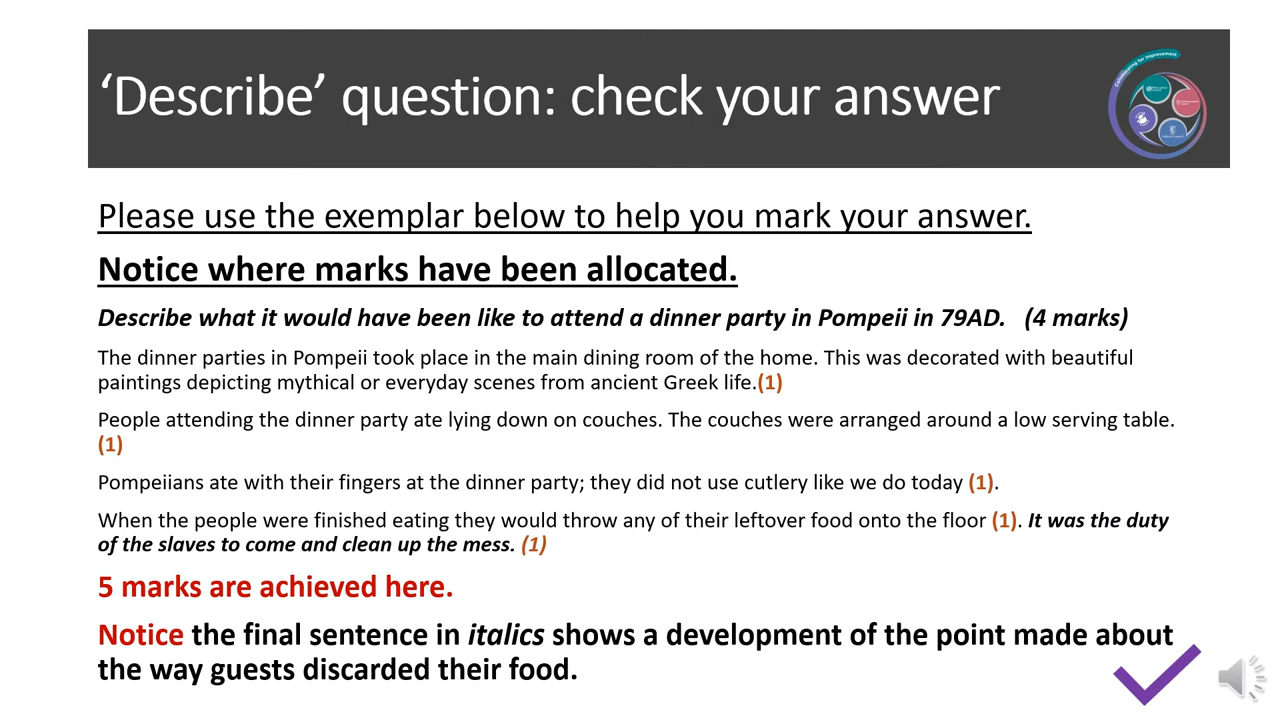 ‘Describe’ question: check your answer
Collaborating for Improvement
Please use the exemplar below to help you mark your answer.
Notice where marks have been allocated.
Describe what it would have been like to attend a dinner party in Pompeii in 79AD. (4 marks)
The dinner parties in Pompeii took place in the main dining room of the home. This was decorated with beautiful
paintings depicting mythical or everyday scenes from ancient Greek life.(1)
People attending the dinner party ate lying down on couches. The couches were arranged around a low serving table.
(1)
Pompeiians ate with their fingers at the dinner party; they did not use cutlery like we do today (1).
When the people were finished eating they would throw any of their leftover food onto the floor (1). It was the duty
of the slaves to come and clean up the mess. (1)
5 marks are achieved here.
Notice the final sentence in italics shows a development of the point made about
the way guests discarded their food.